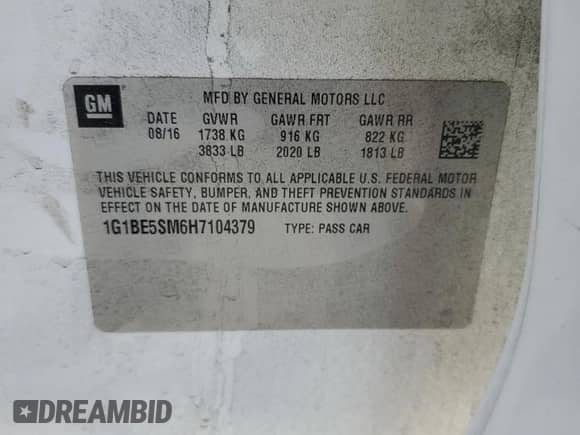 GM
MFD BY GENERAL MOTORS LLC
DATE GVWR GAWR FRT GAWR RR
08/16 1738 KG 916 KG 822 KG
3833 LB 2020 LB 1813 LB
THIS VEHICLE CONFORMS TO ALL APPLICABLE U.S. FEDERAL MOTOR
VEHICLE SAFETY, BUMPER, AND THEFT PREVENTION STANDARDS IN
EFFECT ON THE DATE OF MANUFACTURE SHOWN ABOVE.
1G1BE5SM6H7104379 TYPE: PASS CAR
DREAMBID